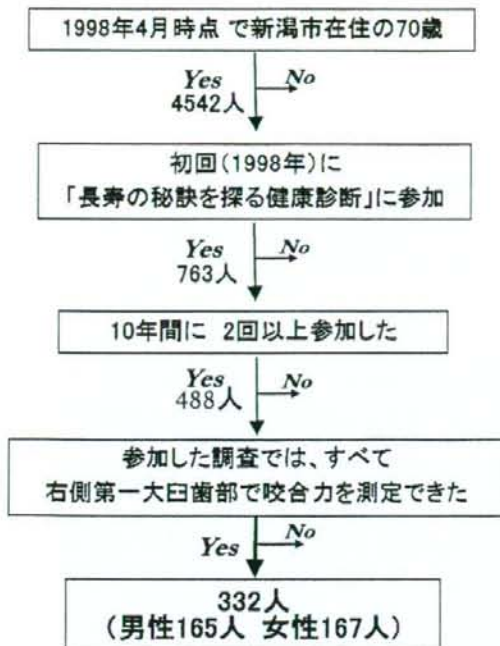 1998年4月時点で新潟市在住の70歳
Yes No
4542人
初回(1998年)に
「長寿の秘訣を探る健康診断」に参加
Yes No
763人
10年間に 2回以上参加した
Yes No
488人
参加した調査では、すべて
右側第一大臼歯部で咬合力を測定できた
Yes No
332人
(男性165人 女性167人)